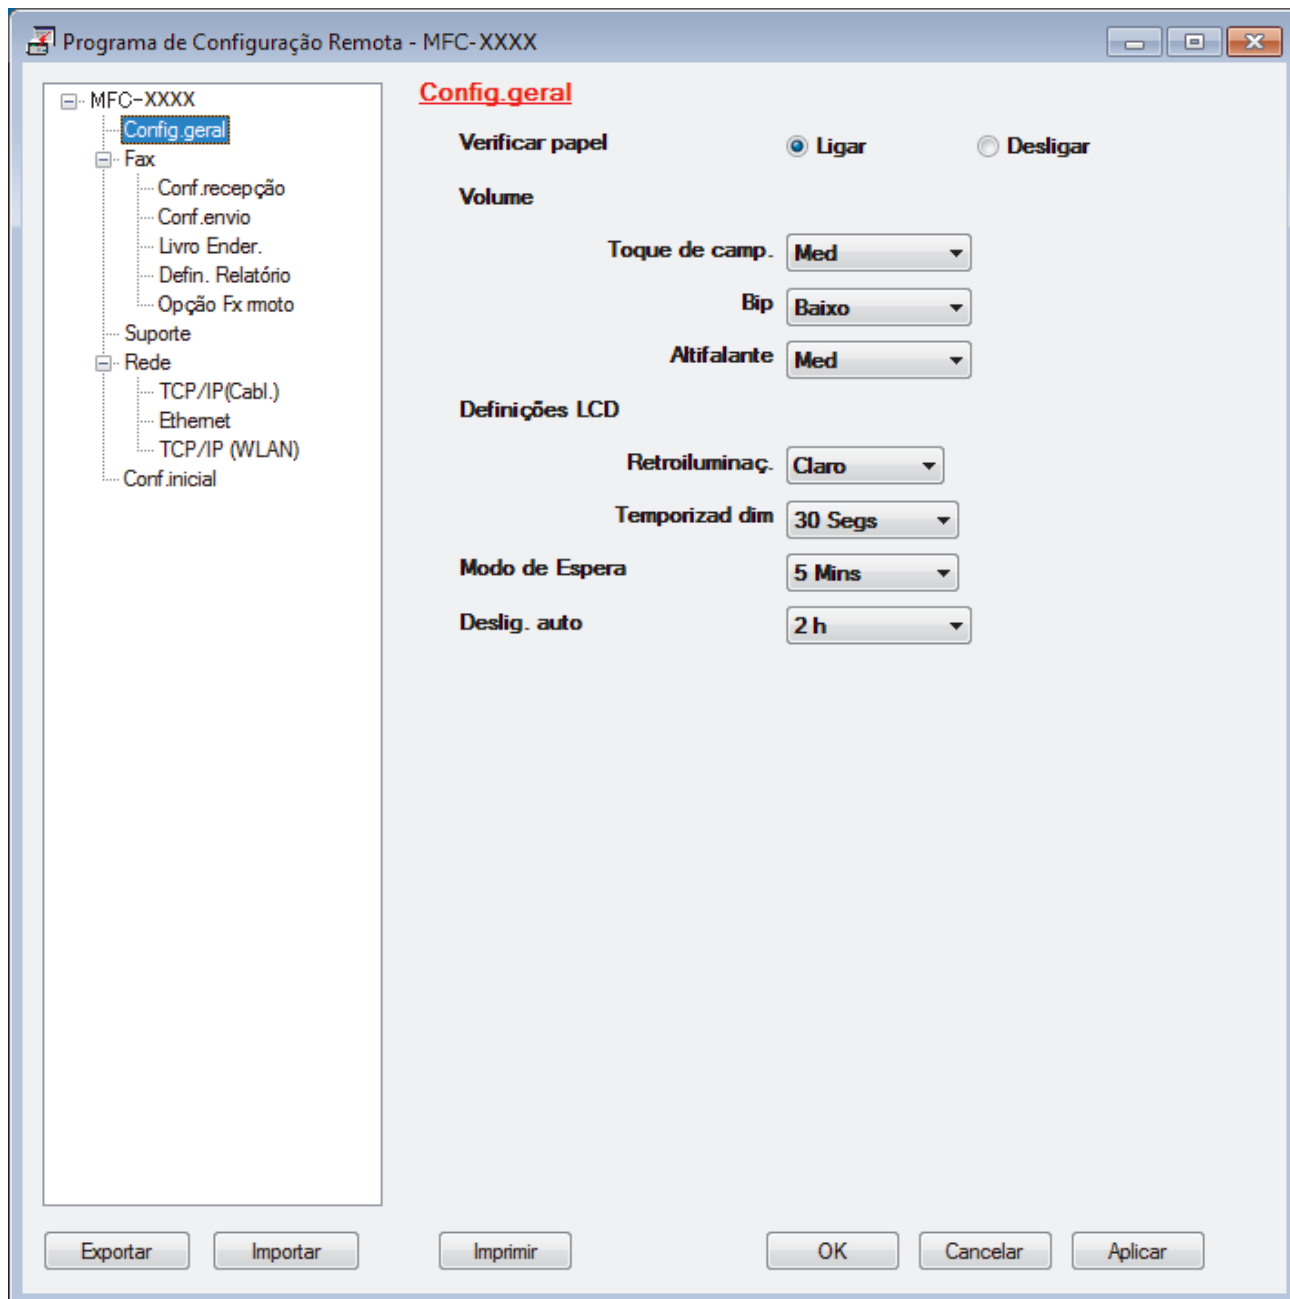 Programa de Configuração Remota - MFC-XXXX
MFC-XXXX
Config.geral
Fax
Conf.recepção
Conf.envio
Livro Ender.
Defin. Relatório
Opção Fx rmoto
Suporte
Rede
TCP/IP(Cabl.)
Ethernet
TCP/IP (WLAN)
Conf.inicial
Config.geral
Verificar papel Ligar Desligar
Volume
Toque de camp. Med
Bip Baixo
Altifalante Med
Definições LCD
Retroiluminaç. Claro
Temporizad dim 30 Segs
Modo de Espera 5 Mins
Deslig. auto 2 h
Exportar Importar Imprimir OK Cancelar Aplicar